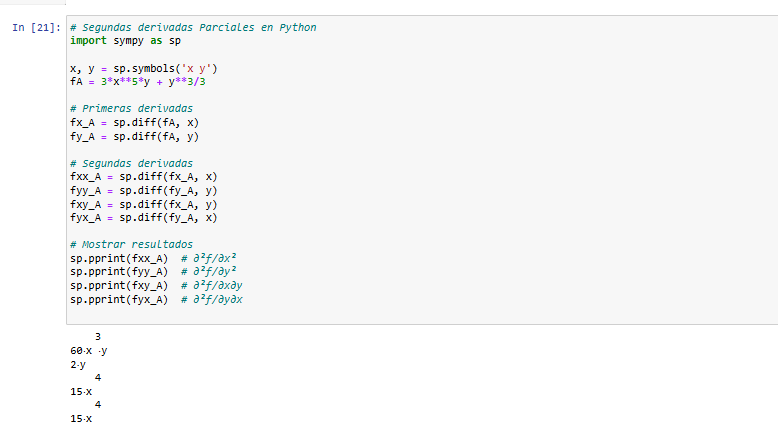 In [21]: # Segundas derivadas Parciales en Python
import sympy as sp
x, y = sp.symbols('x y')
fA = 3*x**5*y + y**3/3
# Primeras derivadas
fx_A = sp.diff(fA, x)
fy_A = sp.diff(fA, y)
# Segundas derivadas
fxx_A = sp.diff(fx_A, x)
fyy_A = sp.diff(fy_A, y)
fxy_A = sp.diff(fx_A, y)
fyx_A = sp.diff(fy_A, x)
# Mostrar resultados
sp.pprint(fxx_A)  # ∂²f/∂x²
sp.pprint(fyy_A)  # ∂²f/∂y²
sp.pprint(fxy_A)  # ∂²f/∂x∂y
sp.pprint(fyx_A)  # ∂²f/∂y∂x
3
60⋅x ⋅y
2⋅y
4
15⋅x
4
15⋅x